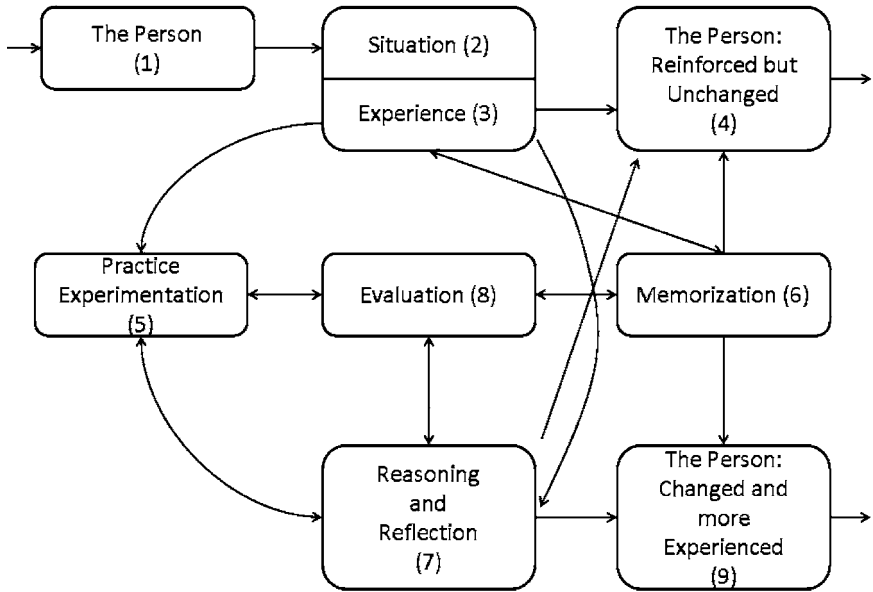 The Person
(1)
Situation (2)
Experience (3)
The Person:
Reinforced but
Unchanged
(4)
Practice
Experimentation
(5)
Evaluation (8)
Memorization (6)
Reasoning
and
Reflection
(7)
The Person:
Changed and
more
Experienced
(9)